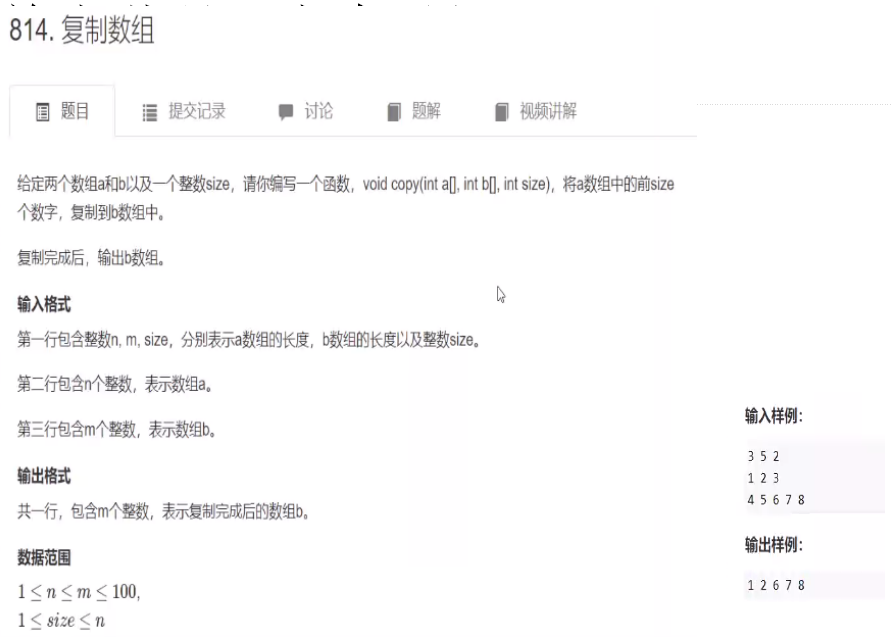 814. 复制数组
题目 提交记录 讨论 题解 视频讲解
给定两个数组a和b以及一个整数size，请你编写一个函数，void copy(int a[], int b[], int size)，将a数组中的前size
个数字，复制到b数组中。
复制完成后，输出b数组。
输入格式
第一行包含整数n, m, size，分别表示a数组的长度，b数组的长度以及整数size。
第二行包含n个整数，表示数组a。
第三行包含m个整数，表示数组b。
输出格式
共一行，包含m个整数，表示复制完成后的数组b。
数据范围
1 ≤ n ≤ m ≤ 100,
1 ≤ size ≤ n
输入样例：
3 5 2
1 2 3
4 5 6 7 8
输出样例：
1 2 6 7 8